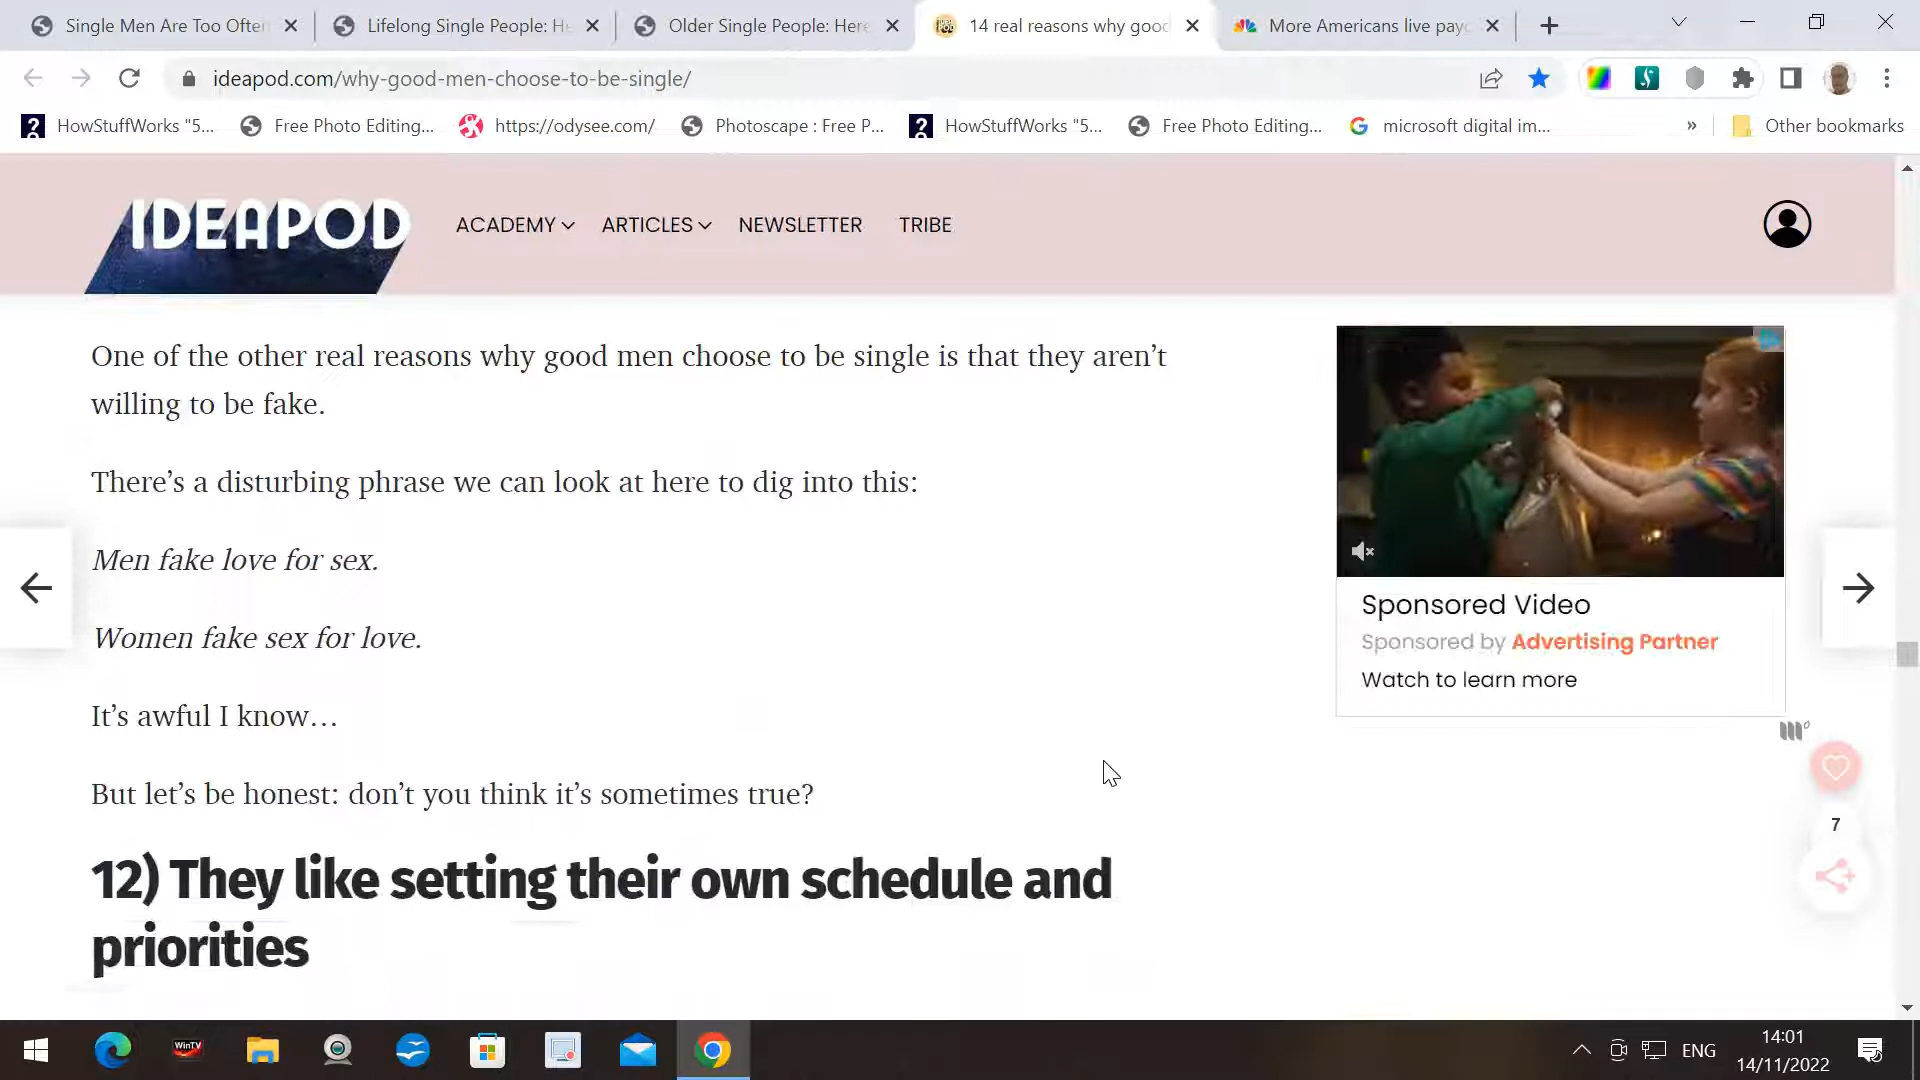 Single Men Are Too Often
Lifelong Single People: He
Older Single People: Here
14 real reasons why good
More Americans live payc
ideapod.com/why-good-men-choose-to-be-single/
HowStuffWorks "5...
Free Photo Editing...
https://odysee.com/
Photoscape : Free P...
HowStuffWorks "5...
Free Photo Editing...
microsoft digital im...
»
Other bookmarks
IDEAPOD
ACADEMY
ARTICLES
NEWSLETTER
TRIBE
One of the other real reasons why good men choose to be single is that they aren’t
willing to be fake.
There’s a disturbing phrase we can look at here to dig into this:
Men fake love for sex.
Women fake sex for love.
It’s awful I know…
But let’s be honest: don’t you think it’s sometimes true?
12) They like setting their own schedule and
priorities
Sponsored Video
Sponsored by Advertising Partner
Watch to learn more
7
WinTV
ENG
14:01
14/11/2022